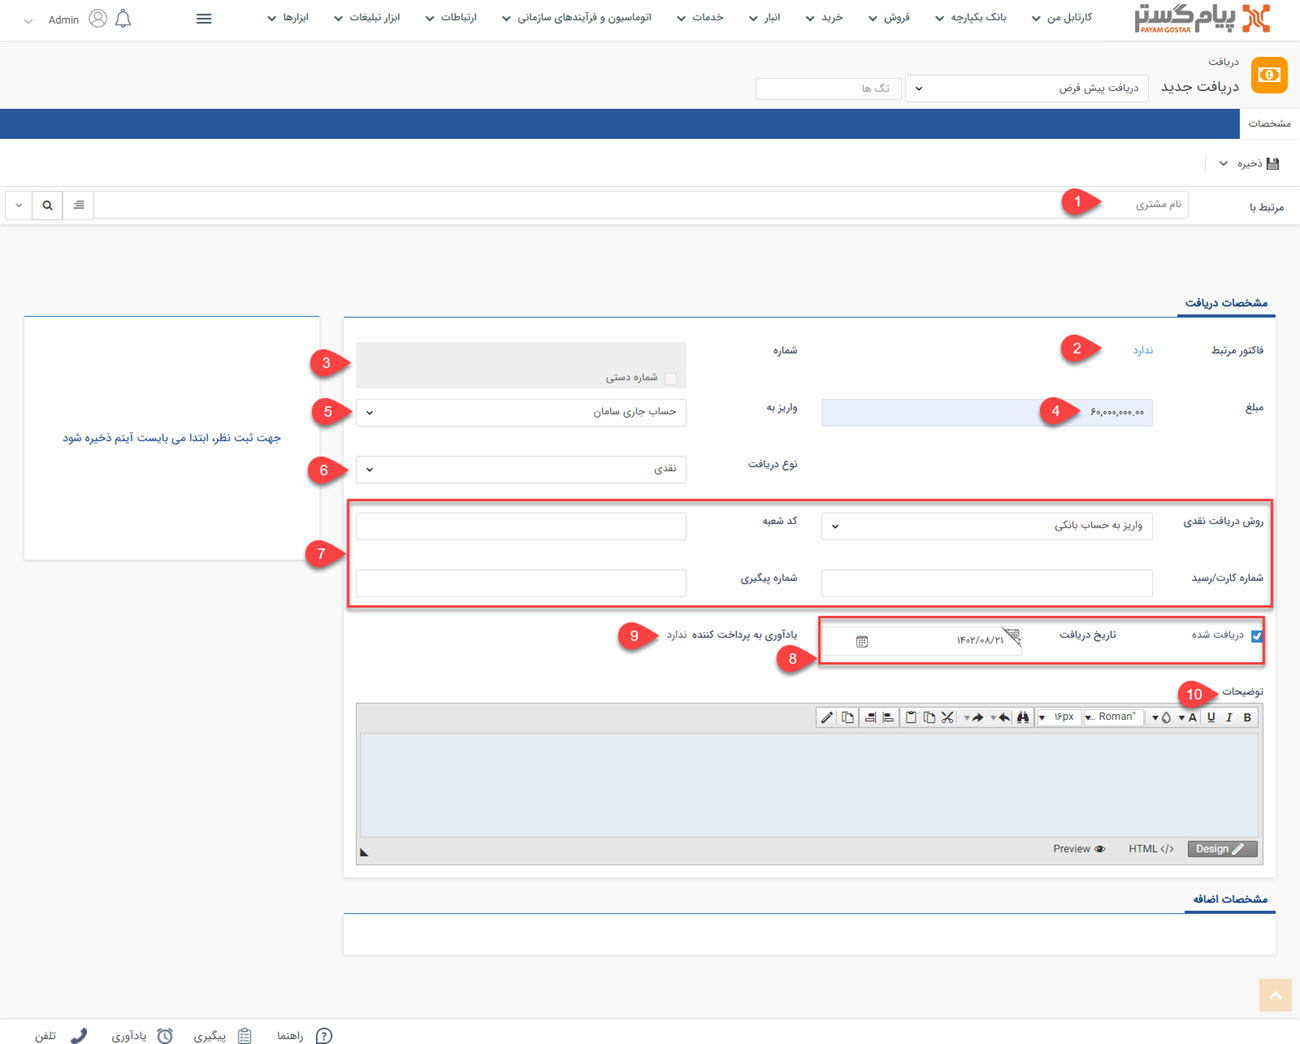 پیام گستر
PAYAM GOSTAR
کارتابل من
بانک یکپارچه
فروش
خرید
انبار
خدمات
اتوماسیون و فرآیندهای سازمانی
ارتباطات
ابزار تبلیغات
ابزارها
Admin
دریافت
دریافت جدید
دریافت پیش فرض
تگ ها
مشخصات
ذخیره
مرتبط با
نام مشتری
1
مشخصات دریافت
فاکتور مرتبط
ندارد
2
شماره
شماره دستی
3
مبلغ
۶۰,۰۰۰,۰۰۰.۰۰
4
واریز به
حساب جاری سامان
5
نوع دریافت
نقدی
6
روش دریافت نقدی
واریز به حساب بانکی
کد شعبه
7
شماره کارت/رسید
شماره پیگیری
دریافت شده
تاریخ دریافت
۱۴۰۲/۰۸/۲۱
8
یادآوری به پرداخت کننده ندارد
9
توضیحات
10
B I U A
Roman"
..
۱۶px
Design
HTML </>
Preview
جهت ثبت نظر، ابتدا می بایست آیتم ذخیره شود
مشخصات اضافه
راهنما
پیگیری
یادآوری
تلفن